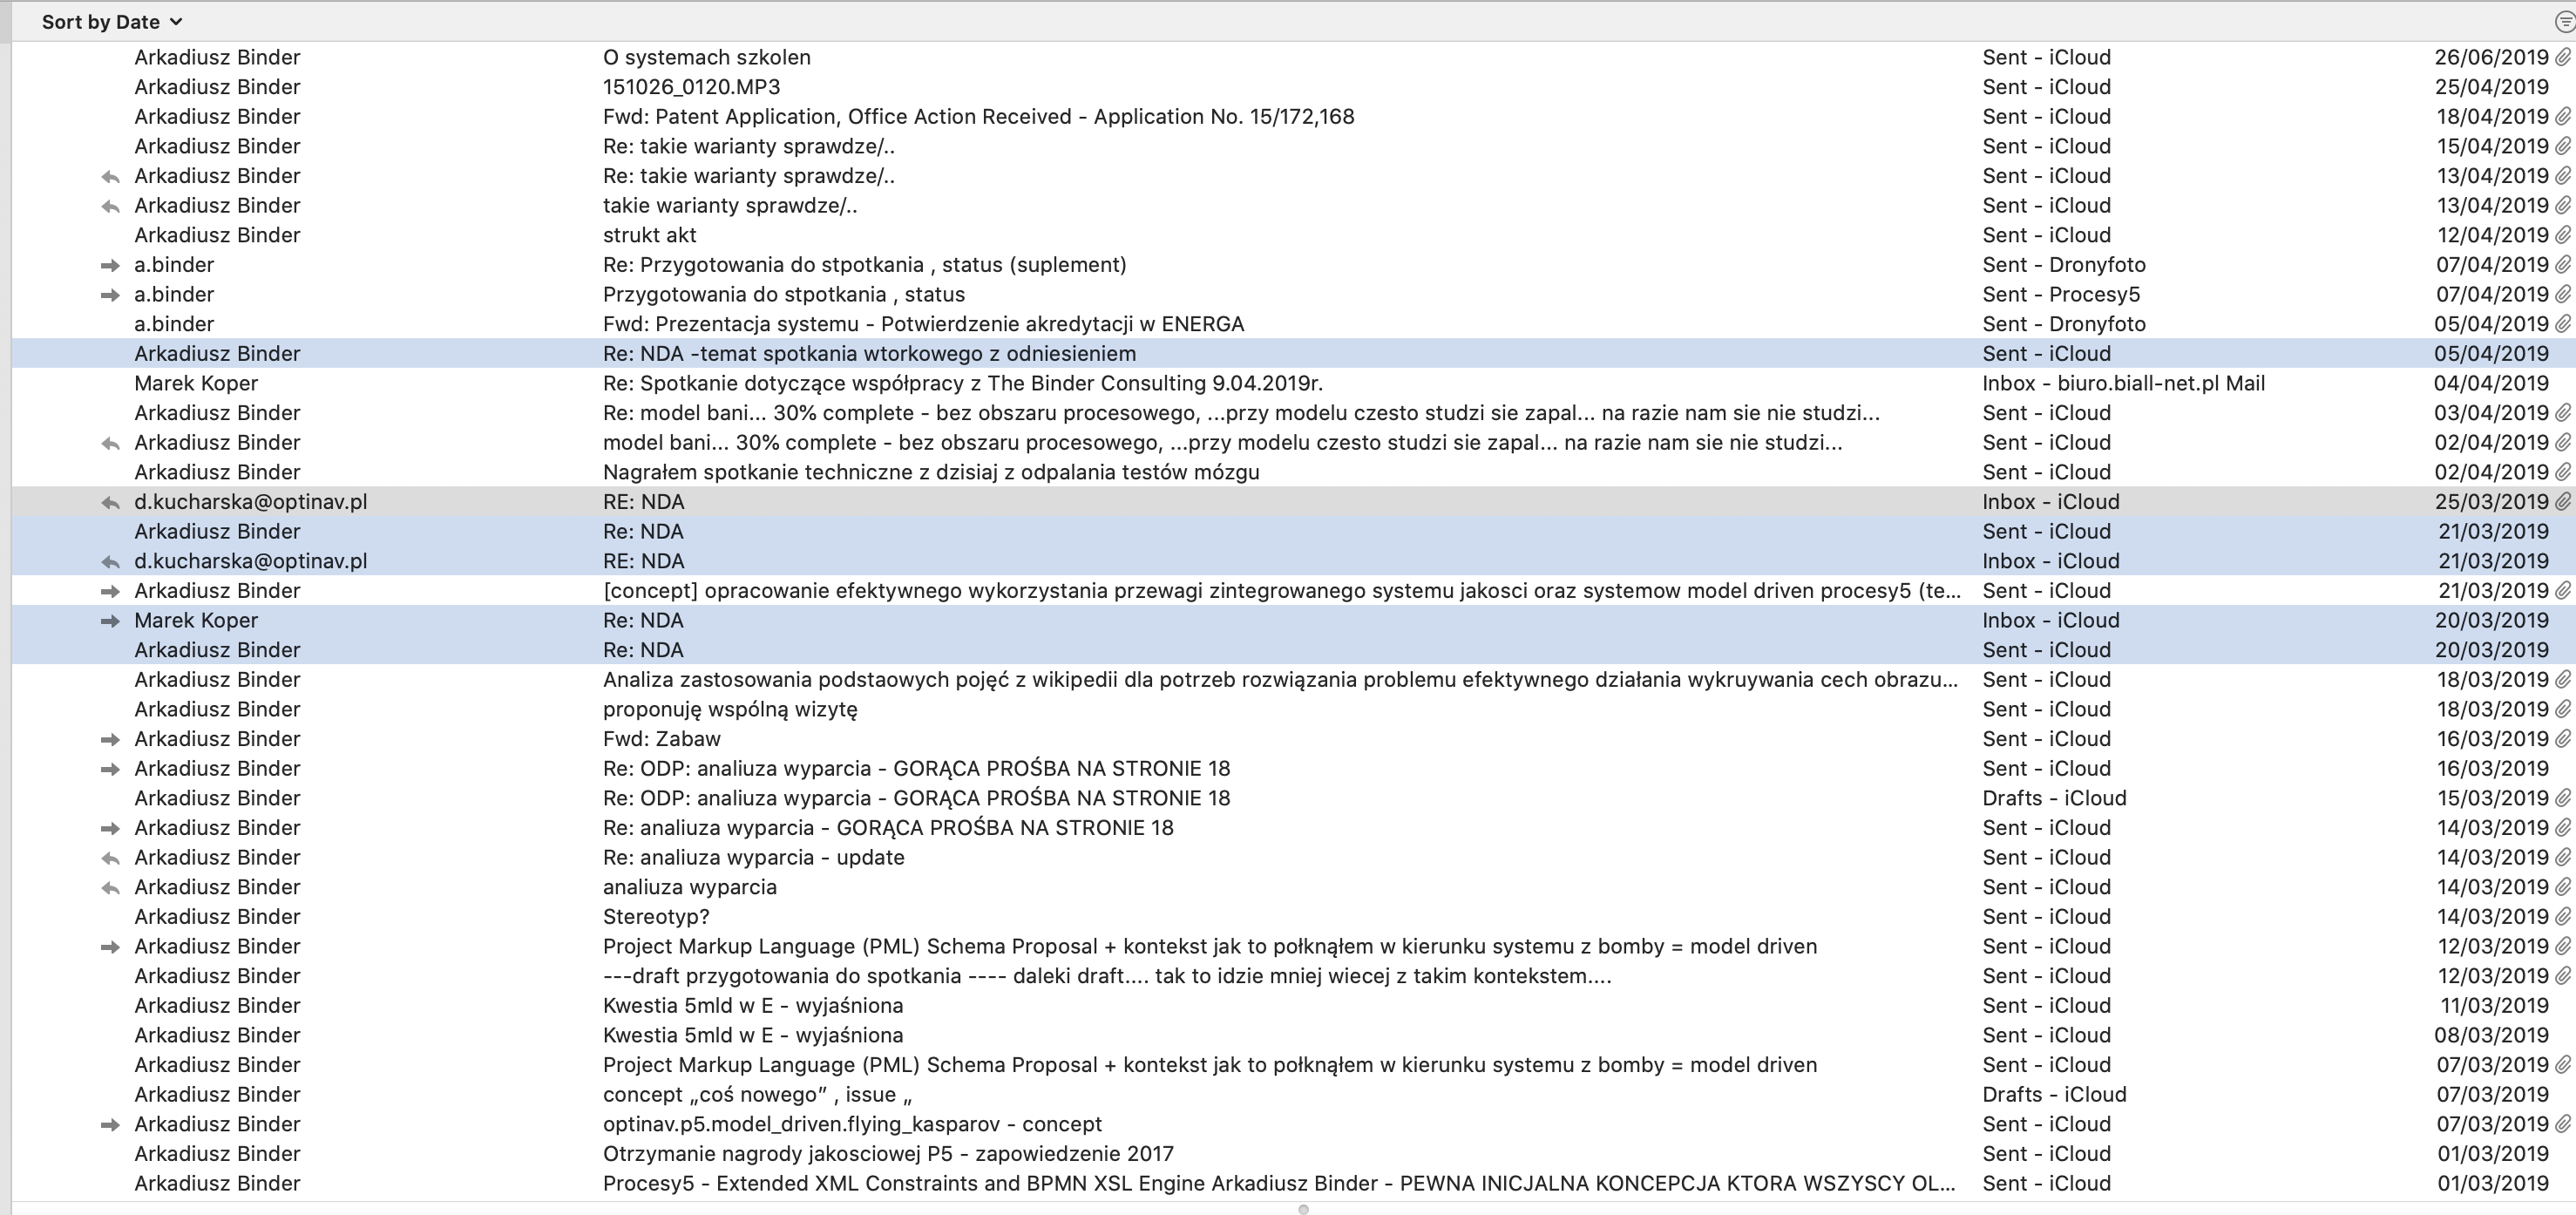 Sort by Date
Arkadiusz Binder O systemach szkolen Sent - iCloud 26/06/2019
Arkadiusz Binder 151026_0120.MP3 Sent - iCloud 25/04/2019
Arkadiusz Binder Fwd: Patent Application, Office Action Received - Application No. 15/172,168 Sent - iCloud 18/04/2019
Arkadiusz Binder Re: takie warianty sprawdze/.. Sent - iCloud 15/04/2019
Arkadiusz Binder Re: takie warianty sprawdze/.. Sent - iCloud 13/04/2019
Arkadiusz Binder takie warianty sprawdze/.. Sent - iCloud 13/04/2019
Arkadiusz Binder strukt akt Sent - iCloud 12/04/2019
a.binder Re: Przygotowania do stpotkania , status (suplement) Sent - Dronyfoto 07/04/2019
a.binder Przygotowania do stpotkania , status Sent - Procesy5 07/04/2019
a.binder Fwd: Prezentacja systemu - Potwierdzenie akredytacji w ENERGA Sent - Dronyfoto 05/04/2019
Arkadiusz Binder Re: NDA -temat spotkania wtorkowego z odniesieniem Sent - iCloud 05/04/2019
Marek Koper Re: Spotkanie dotyczące współpracy z The Binder Consulting 9.04.2019r. Inbox - biuro.biall-net.pl Mail 04/04/2019
Arkadiusz Binder Re: model bani... 30% complete - bez obszaru procesowego, ...przy modelu czesto studzi sie zapal... na razie nam sie nie studzi... Sent - iCloud 03/04/2019
Arkadiusz Binder model bani... 30% complete - bez obszaru procesowego, ...przy modelu czesto studzi sie zapal... na razie nam sie nie studzi... Sent - iCloud 02/04/2019
Arkadiusz Binder Nagrałem spotkanie techniczne z dzisiaj z odpalania testów mózgu Sent - iCloud 02/04/2019
d.kucharska@optinav.pl RE: NDA Inbox - iCloud 25/03/2019
Arkadiusz Binder Re: NDA Sent - iCloud 21/03/2019
d.kucharska@optinav.pl RE: NDA Inbox - iCloud 21/03/2019
Arkadiusz Binder [concept] opracowanie efektywnego wykorzystania przewagi zintegrowanego systemu jakosci oraz systemow model driven procesy5 (te... Sent - iCloud 21/03/2019
Marek Koper Re: NDA Inbox - iCloud 20/03/2019
Arkadiusz Binder Re: NDA Sent - iCloud 20/03/2019
Arkadiusz Binder Analiza zastosowania podstaowych pojęć z wikipedii dla potrzeb rozwiązania problemu efektywnego działania wykruywania cech obrazu... Sent - iCloud 18/03/2019
Arkadiusz Binder proponuję wspólną wizytę Sent - iCloud 18/03/2019
Arkadiusz Binder Fwd: Zabaw Sent - iCloud 16/03/2019
Arkadiusz Binder Re: ODP: analiuza wyparcia - GORĄCA PROŚBA NA STRONIE 18 Sent - iCloud 16/03/2019
Arkadiusz Binder Re: ODP: analiuza wyparcia - GORĄCA PROŚBA NA STRONIE 18 Drafts - iCloud 15/03/2019
Arkadiusz Binder Re: analiuza wyparcia - GORĄCA PROŚBA NA STRONIE 18 Sent - iCloud 14/03/2019
Arkadiusz Binder Re: analiuza wyparcia - update Sent - iCloud 14/03/2019
Arkadiusz Binder analiuza wyparcia Sent - iCloud 14/03/2019
Arkadiusz Binder Stereotyp? Sent - iCloud 14/03/2019
Arkadiusz Binder Project Markup Language (PML) Schema Proposal + kontekst jak to połknąłem w kierunku systemu z bomby = model driven Sent - iCloud 12/03/2019
Arkadiusz Binder ---draft przygotowania do spotkania ---- daleki draft.... tak to idzie mniej wiecej z takim kontekstem.... Sent - iCloud 12/03/2019
Arkadiusz Binder Kwestia 5mld w E - wyjaśniona Sent - iCloud 11/03/2019
Arkadiusz Binder Kwestia 5mld w E - wyjaśniona Sent - iCloud 08/03/2019
Arkadiusz Binder Project Markup Language (PML) Schema Proposal + kontekst jak to połknąłem w kierunku systemu z bomby = model driven Sent - iCloud 07/03/2019
Arkadiusz Binder concept „coś nowego” , issue „ Drafts - iCloud 07/03/2019
Arkadiusz Binder optinav.p5.model_driven.flying_kasparov - concept Sent - iCloud 07/03/2019
Arkadiusz Binder Otrzymanie nagrody jakosciowej P5 - zapowiedzenie 2017 Sent - iCloud 01/03/2019
Arkadiusz Binder Procesy5 - Extended XML Constraints and BPMN XSL Engine Arkadiusz Binder - PEWNA INICJALNA KONCEPCJA KTORA WSZYSCY OL... Sent - iCloud 01/03/2019